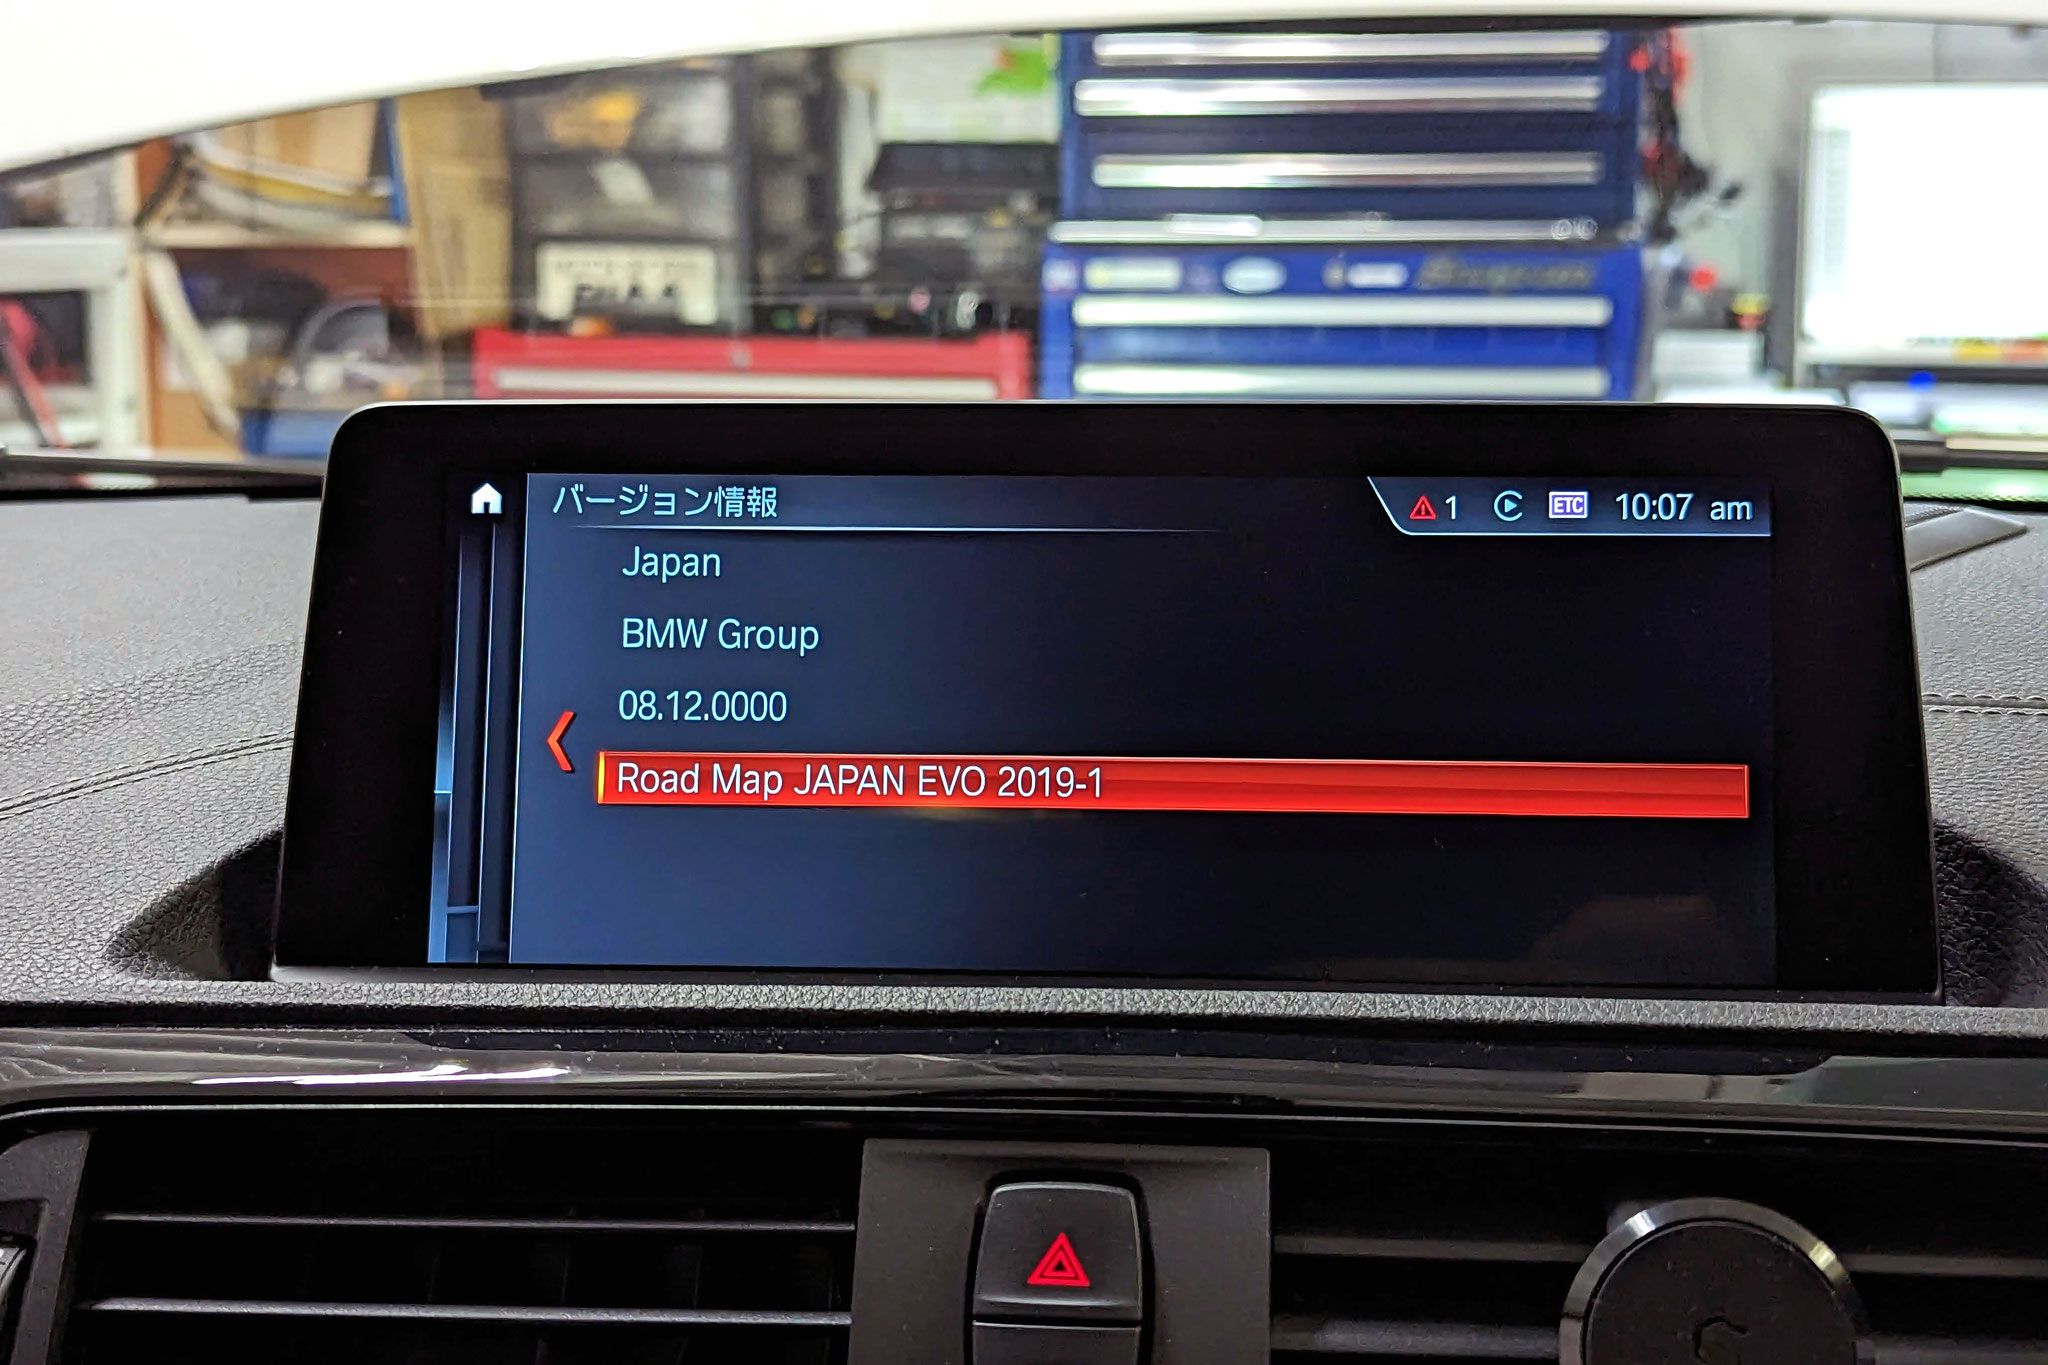 バージョン情報
1 ETC 10:07 am
Japan
BMW Group
08.12.0000
Road Map JAPAN EVO 2019-1
PIAA